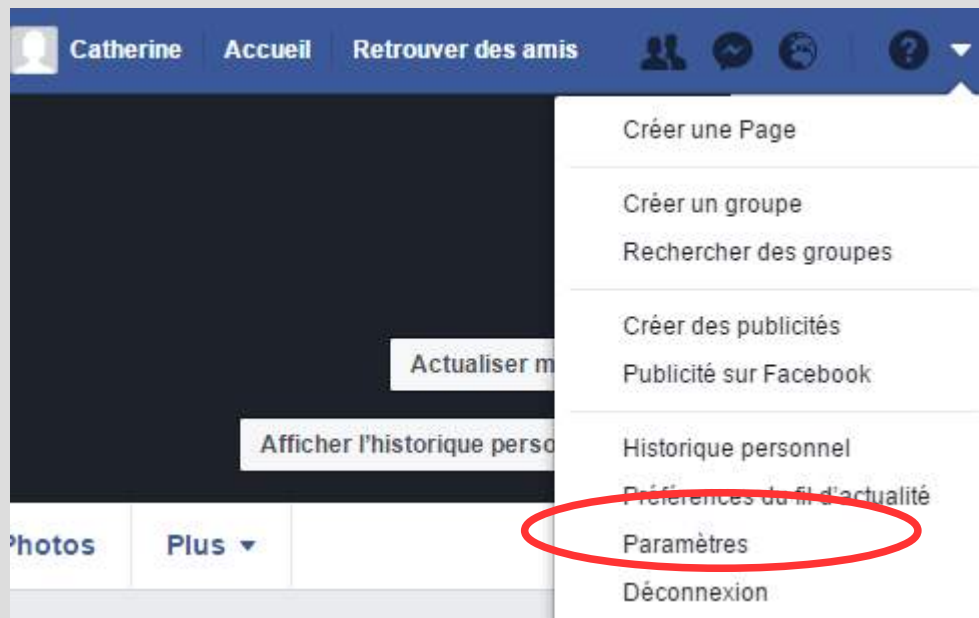 Catherine Accueil Retrouver des amis
Créer une Page
Créer un groupe
Rechercher des groupes
Créer des publicités
Actualiser m
Publicité sur Facebook
Afficher l'historique perso
Historique personnel
Préférences du fil d'actualité
Photos Plus
Paramètres
Déconnexion